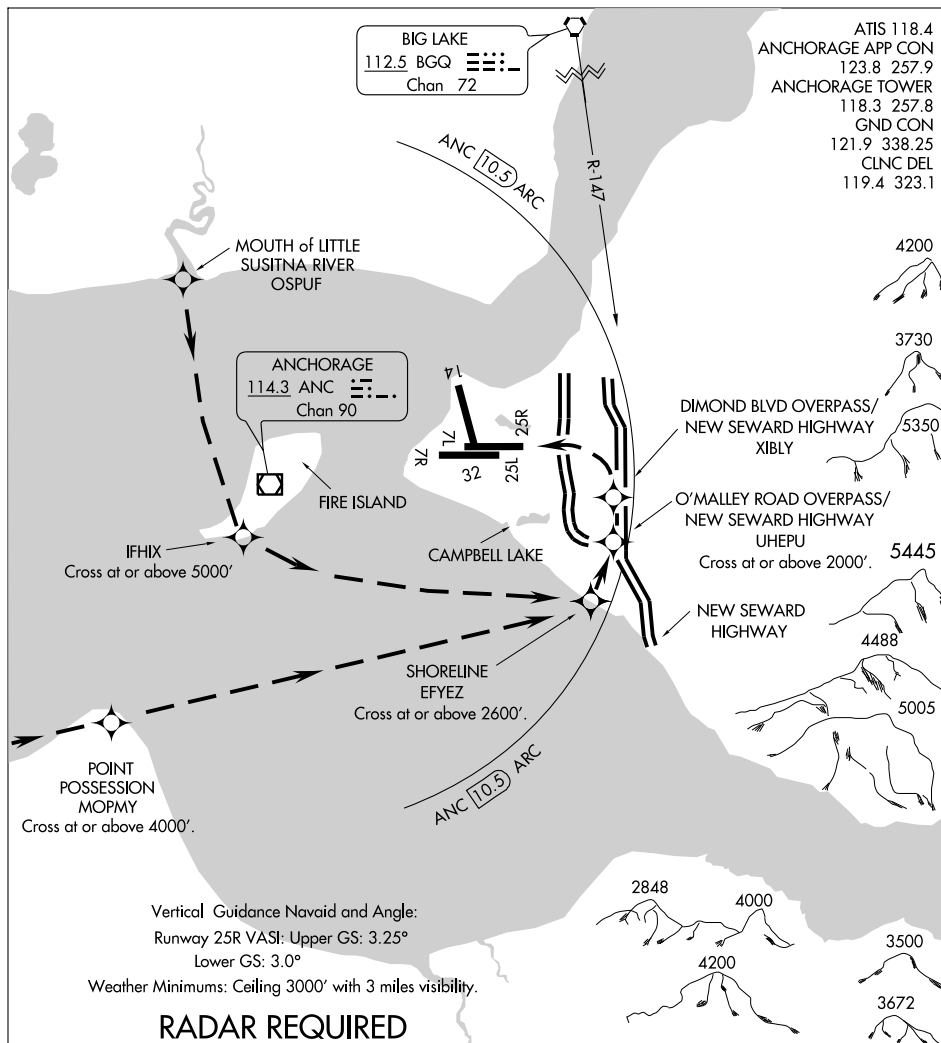 BIG LAKE
112.5 BGQ
Chan 72
ATIS 118.4
ANCHORAGE APP CON
123.8 257.9
ANCHORAGE TOWER
118.3 257.8
GND CON
121.9 338.25
CLNC DEL
119.4 323.1
ANC 10.5 ARC
R-147
MOUTH of LITTLE
SUSITNA RIVER
OSPUF
4200
ANCHORAGE
114.3 ANC
Chan 90
3730
14
7L
25R
7R
32
25L
DIMOND BLVD OVERPASS/
NEW SEWARD HIGHWAY
XIBLY
5350
FIRE ISLAND
O'MALLEY ROAD OVERPASS/
NEW SEWARD HIGHWAY
UHEPU
Cross at or above 2000'.
CAMPBELL LAKE
IFHIX
Cross at or above 5000'
5445
NEW SEWARD
HIGHWAY
4488
SHORELINE
EFYEZ
Cross at or above 2600'.
5005
POINT
POSSESSION
MOPMY
Cross at or above 4000'.
ANC 10.5 ARC
Vertical Guidance Navaid and Angle:
Runway 25R VASI: Upper GS: 3.25°
Lower GS: 3.0°
Weather Minimums: Ceiling 3000' with 3 miles visibility.
RADAR REQUIRED
2848
4000
4200
3500
3672